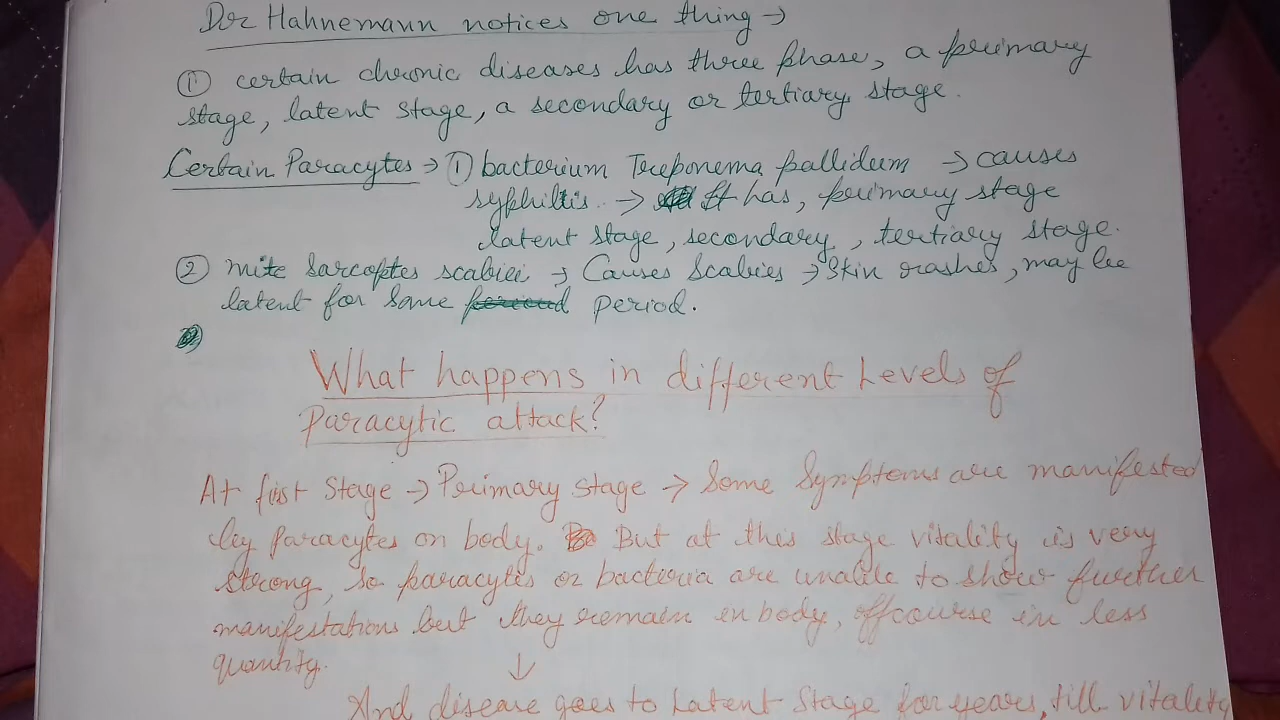 Dr Hahnemann notices one thing →
① certain chronic diseases has three phase, a primary
stage, latent stage, a secondary or tertiary stage.
Certain Paracytes → ① bacterium Treponema pallidum → causes
syphilis. → It has, primary stage
latent stage, secondary, tertiary stage.
② mite Sarcoptes scabiei → Causes Scabies → Skin rashes, may be
latent for some period.
What happens in different Levels of
Paracytic attack?
At first Stage → Primary stage → Some Symptoms are manifested
by paracytes on body. But at this stage vitality is very
strong, so paracytes or bacteria are unable to show further
manifestations but they remain in body, offcourse in less
quantity. ↓
And disease goes to Latent Stage for years, till vitality